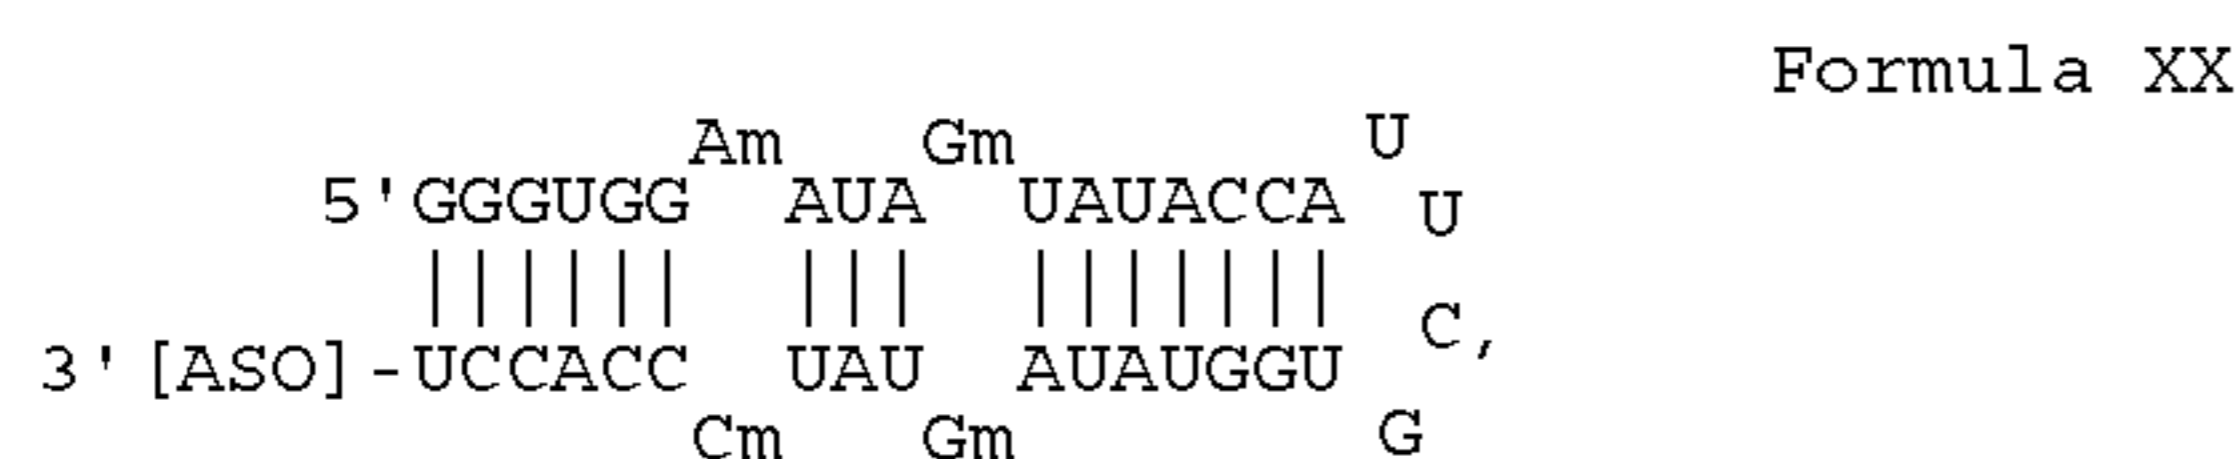 Formula XX
Am Gm U
5'GGGUGG AUA UAUACCA U
| | | | | | | | | | | | | | | | C,
3'[ASO]-UCCACC UAU AUAUGGU
Cm Gm G